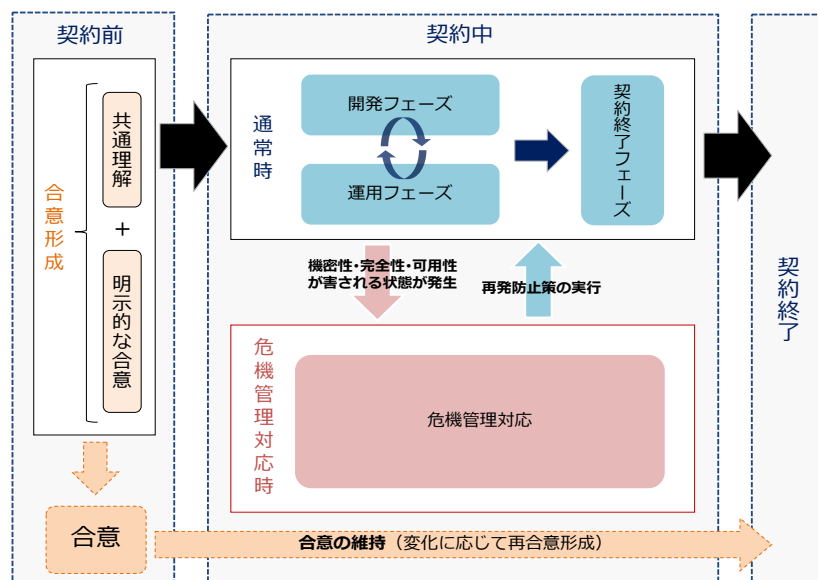 契約前
合意形成
共通理解
+
明示的な合意
合意
契約中
通常時
開発フェーズ
運用フェーズ
契約終了フェーズ
機密性・完全性・可用性
が害される状態が発生
再発防止策の実行
危機管理対応時
危機管理対応
合意の維持（変化に応じて再合意形成）
契約終了